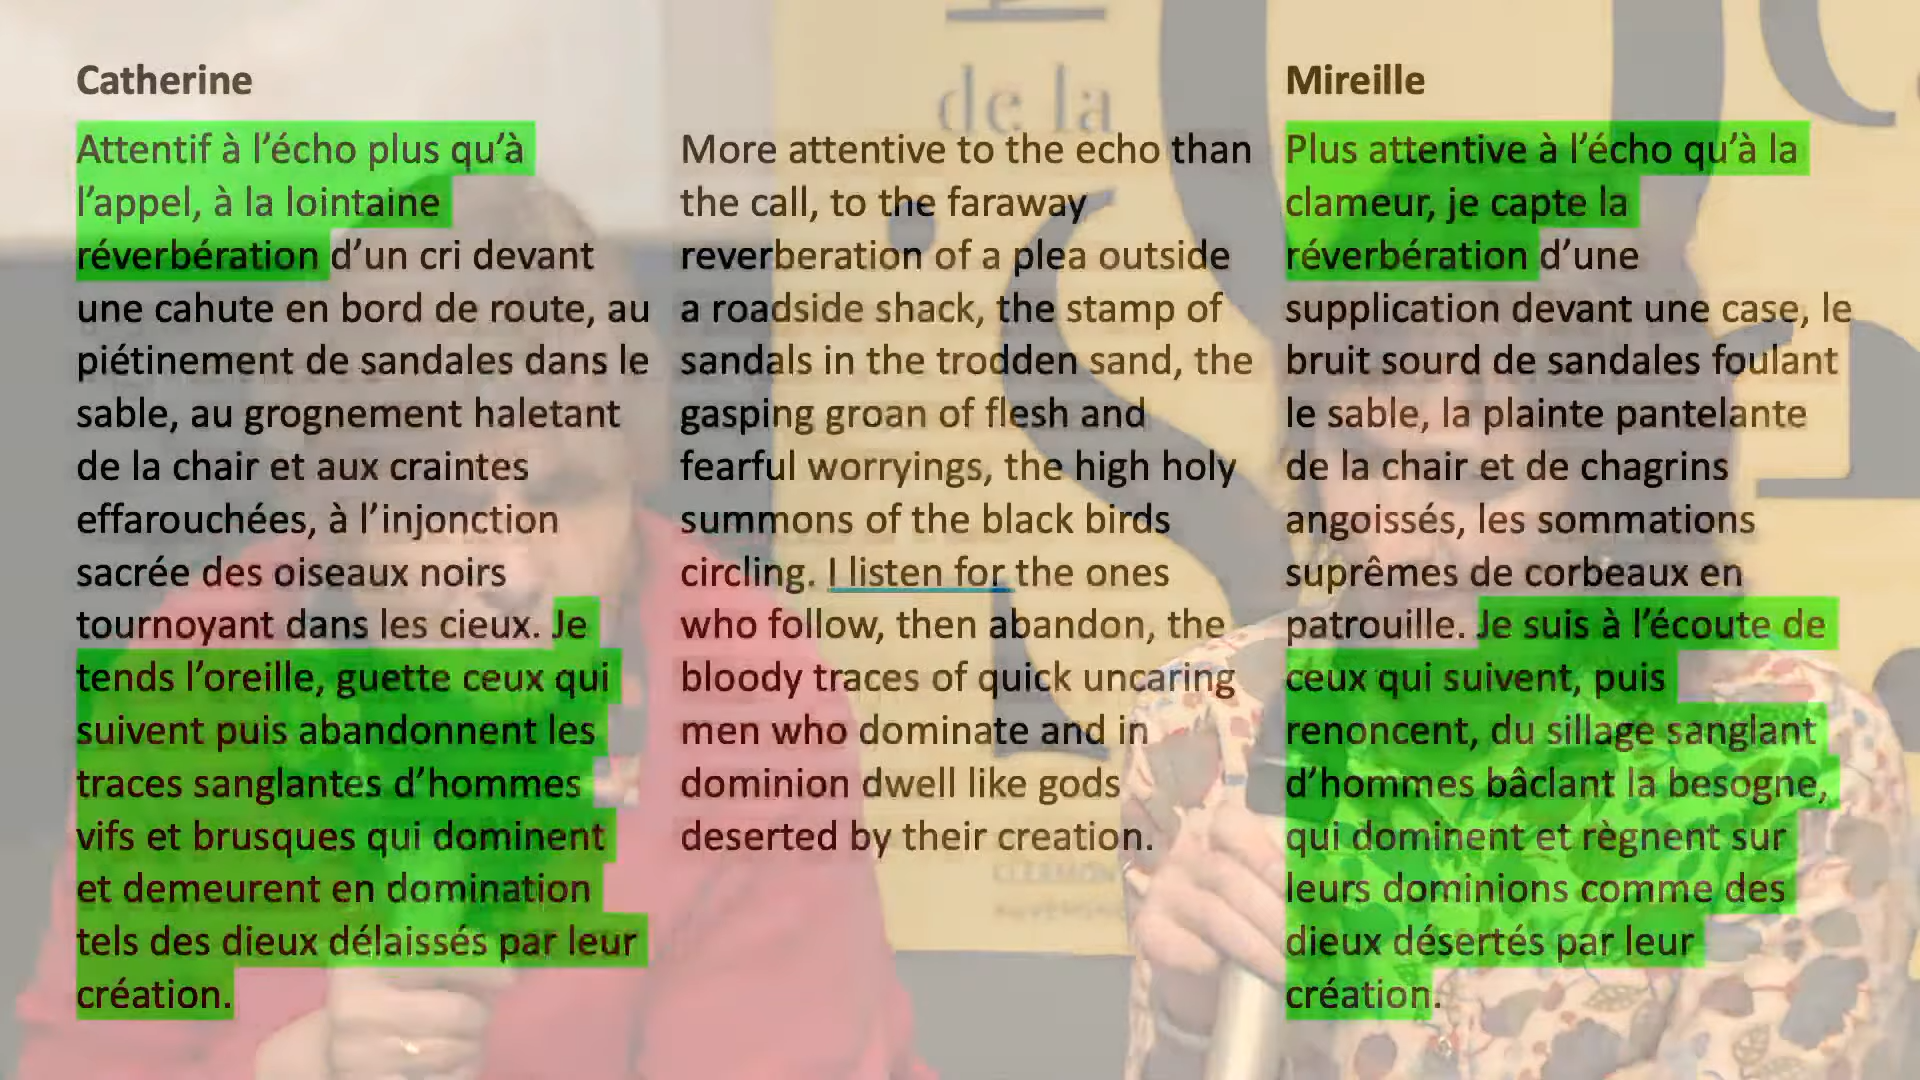 Catherine
Attentif à l’écho plus qu’à
l’appel, à la lointaine
réverbération d’un cri devant
une cahute en bord de route, au
piétinement de sandales dans le
sable, au grognement haletant
de la chair et aux craintes
effarouchées, à l’injonction
sacrée des oiseaux noirs
tournoyant dans les cieux. Je
tends l’oreille, guette ceux qui
suivent puis abandonnent les
traces sanglantes d’hommes
vifs et brusques qui dominent
et demeurent en domination
tels des dieux délaissés par leur
création.
More attentive to the echo than
the call, to the faraway
reverberation of a plea outside
a roadside shack, the stamp of
sandals in the trodden sand, the
gasping groan of flesh and
fearful worryings, the high holy
summons of the black birds
circling. I listen for the ones
who follow, then abandon, the
bloody traces of quick uncaring
men who dominate and in
dominion dwell like gods
deserted by their creation.
Mireille
Plus attentive à l’écho qu’à la
clameur, je capte la
réverbération d’une
supplication devant une case, le
bruit sourd de sandales foulant
le sable, la plainte pantelante
de la chair et de chagrins
angoissés, les sommations
suprêmes de corbeaux en
patrouille. Je suis à l’écoute de
ceux qui suivent, puis
renoncent, du sillage sanglant
d’hommes bâclant la besogne,
qui dominent et règnent sur
leurs dominions comme des
dieux désertés par leur
création.
de la